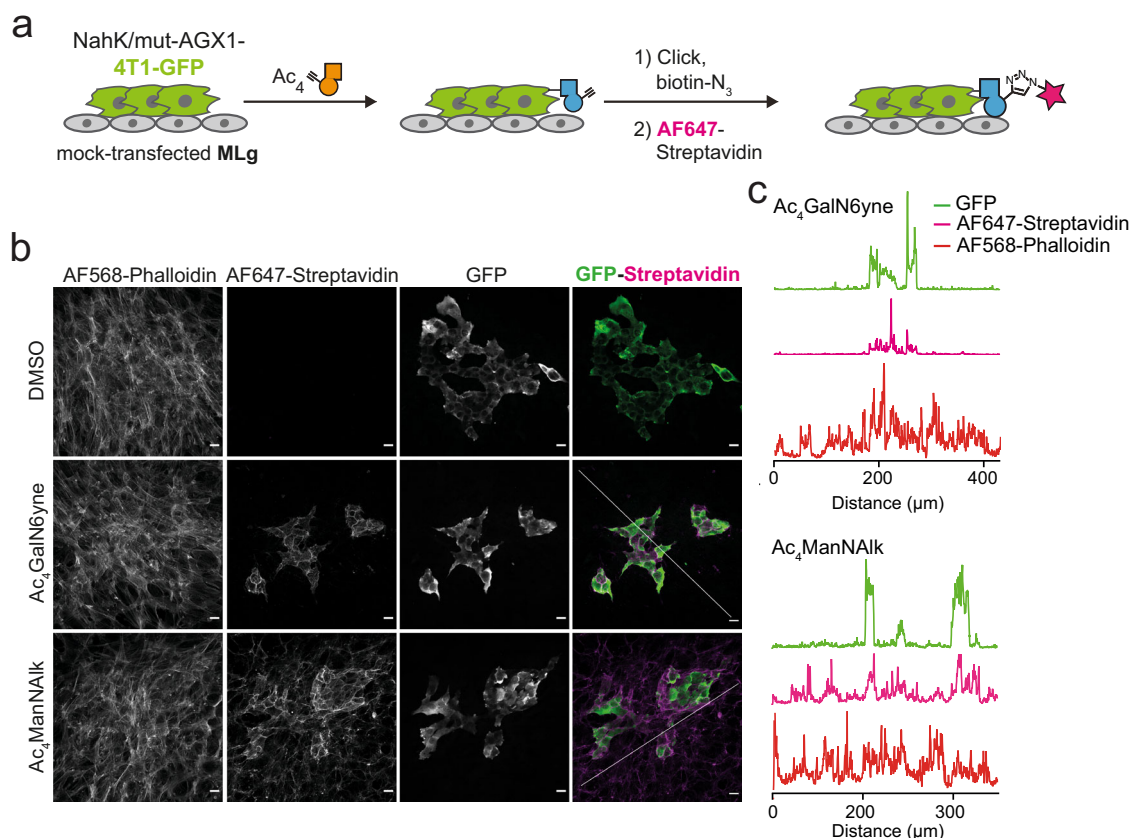 a
NahK/mut-AGX1-
4T1-GFP
mock-transfected MLg
Ac₄
1) Click,
biotin-N₃
2) AF647-
Streptavidin
N
N
N
b
AF568-Phalloidin AF647-Streptavidin GFP GFP-Streptavidin
DMSO
Ac₄GalN6yne
Ac₄ManNAlk
c
Ac₄GalN6yne
GFP
AF647-Streptavidin
AF568-Phalloidin
0 200 400
Distance (µm)
Ac₄ManNAlk
0 200 300
Distance (µm)